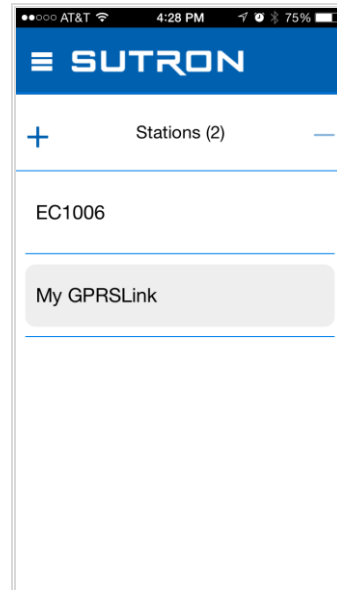 AT&T 4:28 PM 75%
SUTRON
Stations (2)
EC1006
My GPRSLink